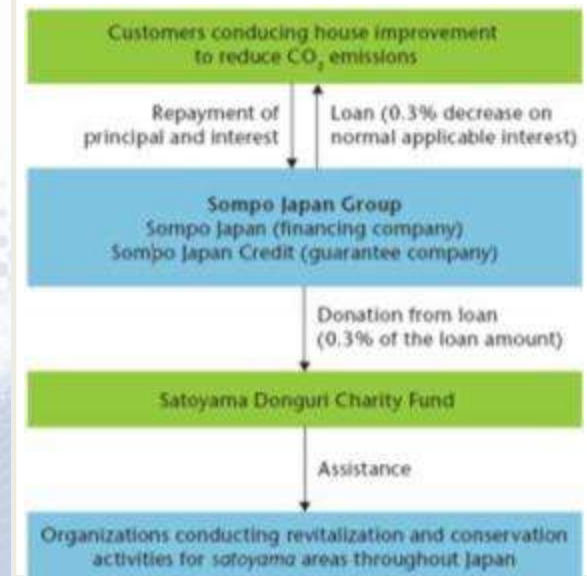 Customers conducing house improvement
to reduce CO₂ emissions
Repayment of
principal and interest
Loan (0.3% decrease on
normal applicable interest)
Sompo Japan Group
Sompo Japan (financing company)
Sompo Japan Credit (guarantee company)
Donation from loan
(0.3% of the loan amount)
Satoyama Donguri Charity Fund
Assistance
Organizations conducting revitalization and conservation
activities for satoyama areas throughout Japan